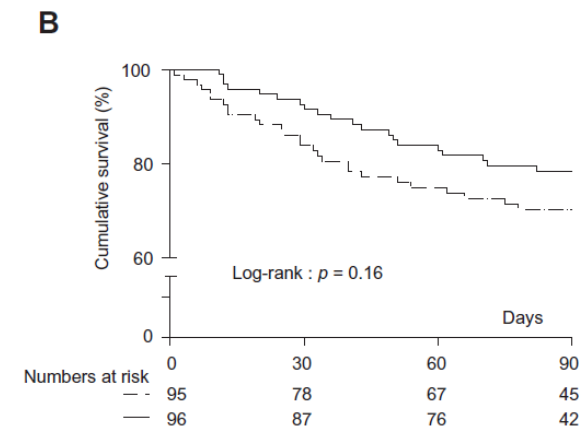 B
Cumulative survival (%)
100
80
60
0
Log-rank : p = 0.16
Days
0 30 60 90
Numbers at risk
95 78 67 45
96 87 76 42